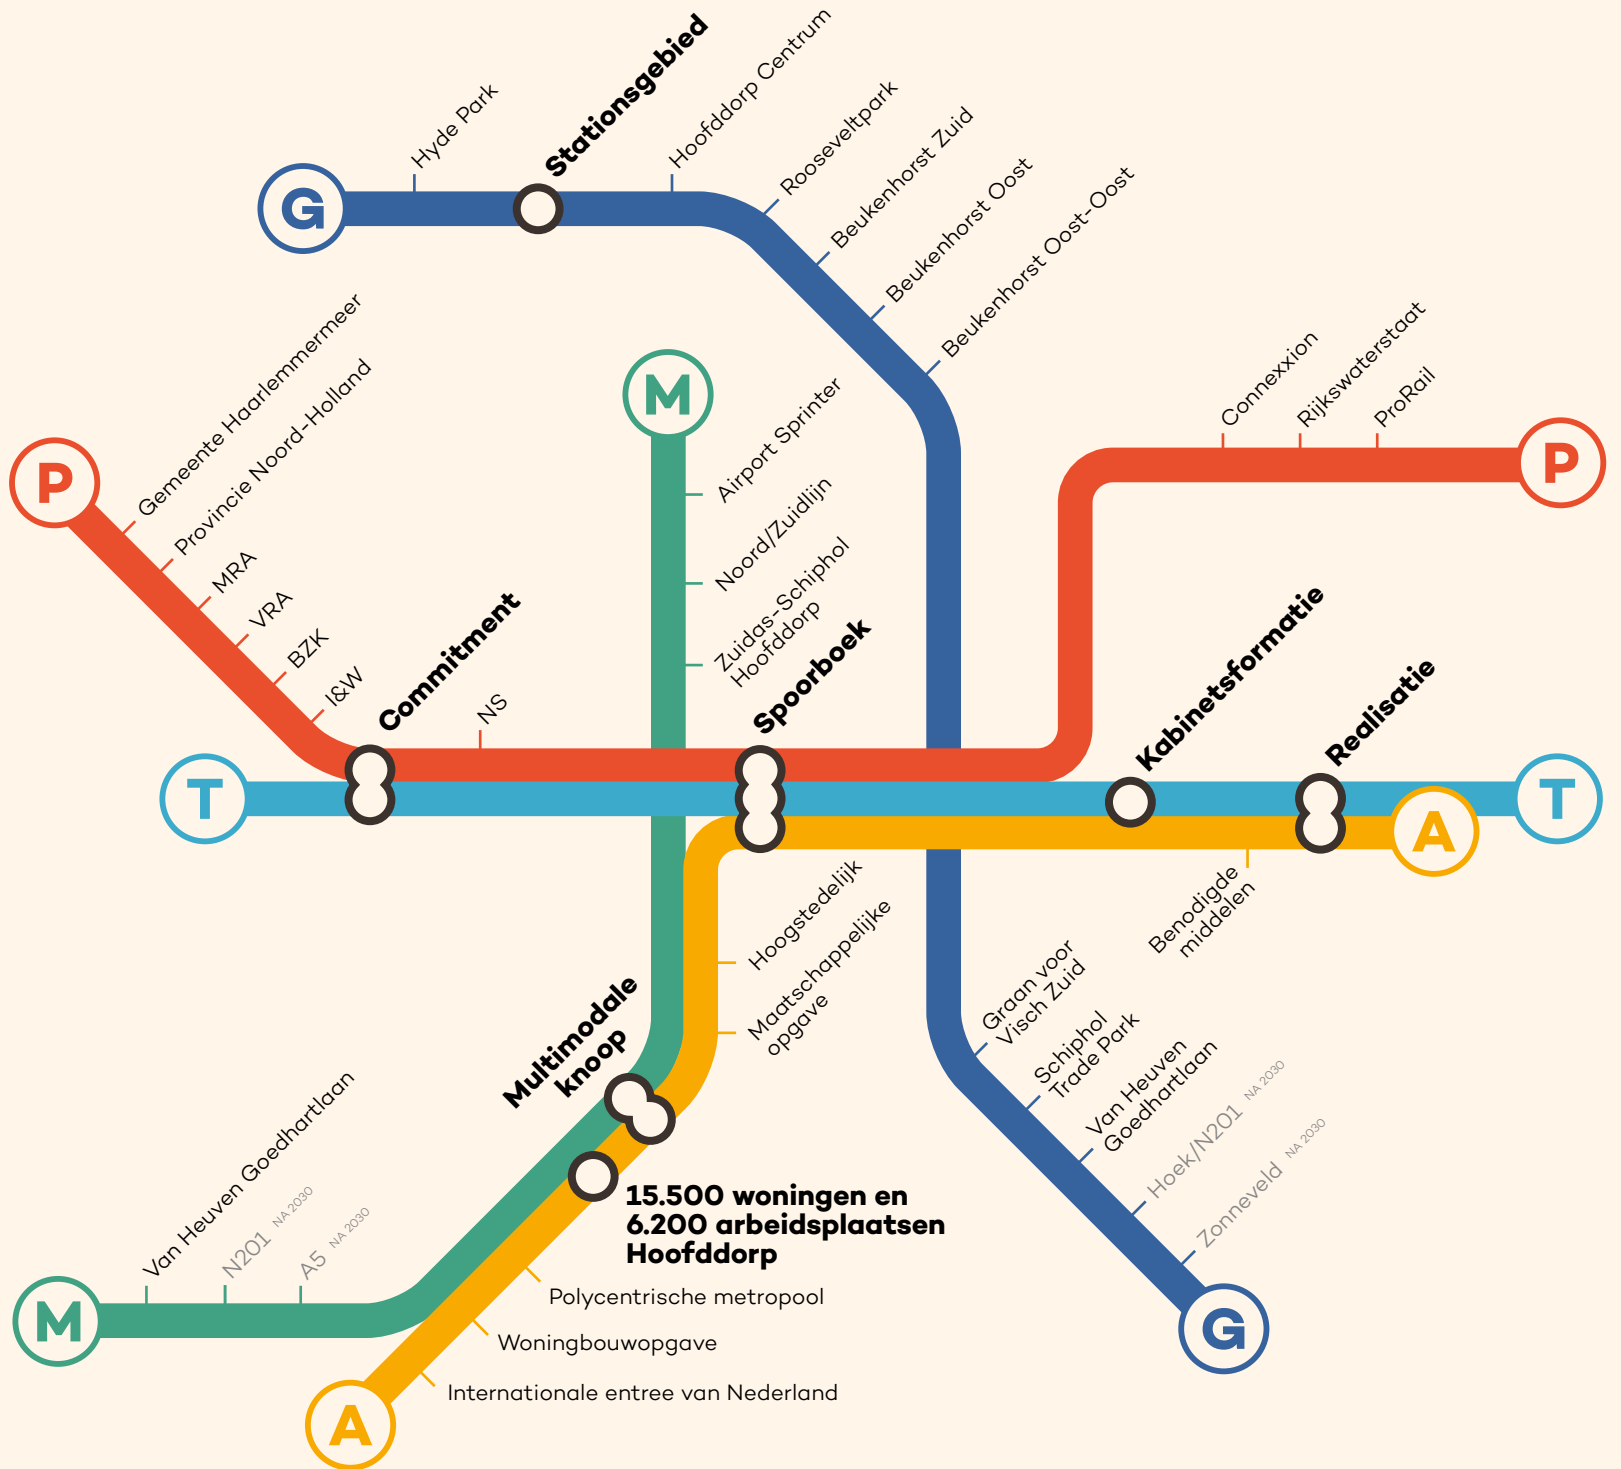 G
Hyde Park
Stationsgebied
Hoofddorp Centrum
Rooseveltpark
Beukenhorst Zuid
Beukenhorst Oost
Beukenhorst Oost-Oost
M
Airport Sprinter
Noord/Zuidlijn
Zuidas-Schiphol
Hoofddorp
P
Gemeente Haarlemmermeer
Provincie Noord-Holland
MRA
VRA
BZK
I&W
Commitment
NS
Spoorboek
Connexxion
Rijkswaterstaat
ProRail
P
T
Kabinetsformatie
Realisatie
T
A
Benodigde
middelen
Hoogstedelijk
Maatschappelijke
opgave
Multimodale
knoop
Graan voor
Visch Zuid
Schiphol
Trade Park
Van Heuven
Goedhartlaan
Hoek/N201 NA 2030
Zonneveld NA 2030
G
Van Heuven Goedhartlaan
N201 NA 2030
A5 NA 2030
M
15.500 woningen en
6.200 arbeidsplaatsen
Hoofddorp
Polycentrische metropool
Woningbouwopgave
Internationale entree van Nederland
A